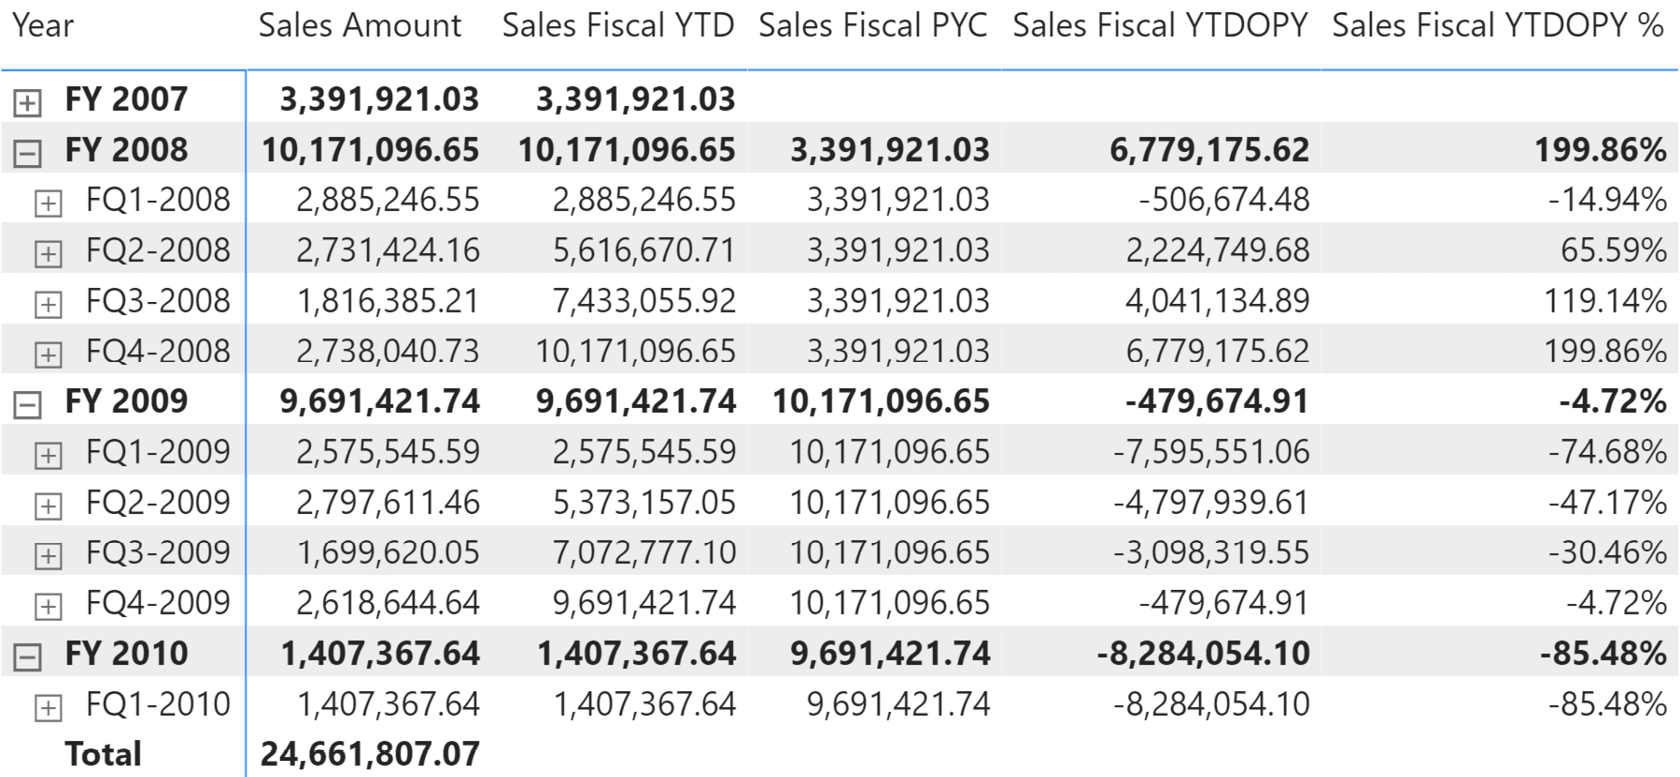 Year Sales Amount Sales Fiscal YTD Sales Fiscal PYC Sales Fiscal YTDOPY Sales Fiscal YTDOPY %
FY 2007 3,391,921.03 3,391,921.03
FY 2008 10,171,096.65 10,171,096.65 3,391,921.03 6,779,175.62 199.86%
FQ1-2008 2,885,246.55 2,885,246.55 3,391,921.03 -506,674.48 -14.94%
FQ2-2008 2,731,424.16 5,616,670.71 3,391,921.03 2,224,749.68 65.59%
FQ3-2008 1,816,385.21 7,433,055.92 3,391,921.03 4,041,134.89 119.14%
FQ4-2008 2,738,040.73 10,171,096.65 3,391,921.03 6,779,175.62 199.86%
FY 2009 9,691,421.74 9,691,421.74 10,171,096.65 -479,674.91 -4.72%
FQ1-2009 2,575,545.59 2,575,545.59 10,171,096.65 -7,595,551.06 -74.68%
FQ2-2009 2,797,611.46 5,373,157.05 10,171,096.65 -4,797,939.61 -47.17%
FQ3-2009 1,699,620.05 7,072,777.10 10,171,096.65 -3,098,319.55 -30.46%
FQ4-2009 2,618,644.64 9,691,421.74 10,171,096.65 -479,674.91 -4.72%
FY 2010 1,407,367.64 1,407,367.64 9,691,421.74 -8,284,054.10 -85.48%
FQ1-2010 1,407,367.64 1,407,367.64 9,691,421.74 -8,284,054.10 -85.48%
Total 24,661,807.07